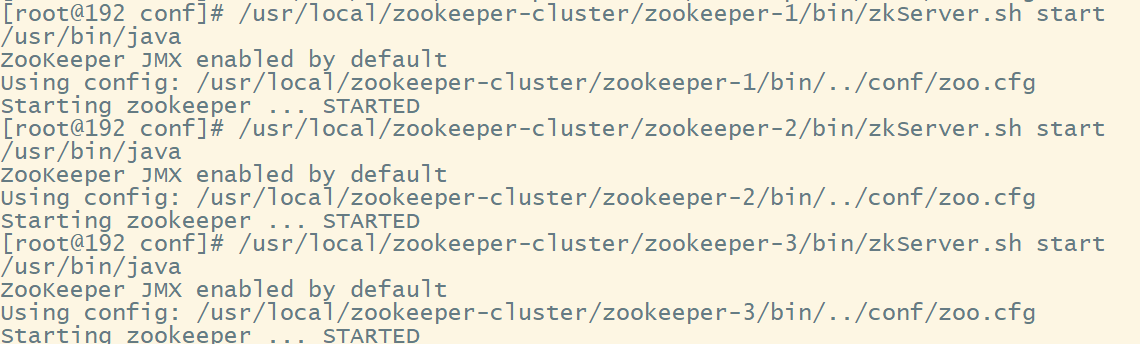 [root@192 conf]# /usr/local/zookeeper-cluster/zookeeper-1/bin/zkServer.sh start
/usr/bin/java
ZooKeeper JMX enabled by default
Using config: /usr/local/zookeeper-cluster/zookeeper-1/bin/../conf/zoo.cfg
Starting zookeeper ... STARTED
[root@192 conf]# /usr/local/zookeeper-cluster/zookeeper-2/bin/zkServer.sh start
/usr/bin/java
ZooKeeper JMX enabled by default
Using config: /usr/local/zookeeper-cluster/zookeeper-2/bin/../conf/zoo.cfg
Starting zookeeper ... STARTED
[root@192 conf]# /usr/local/zookeeper-cluster/zookeeper-3/bin/zkServer.sh start
/usr/bin/java
ZooKeeper JMX enabled by default
Using config: /usr/local/zookeeper-cluster/zookeeper-3/bin/../conf/zoo.cfg
Starting zookeeper ... STARTED